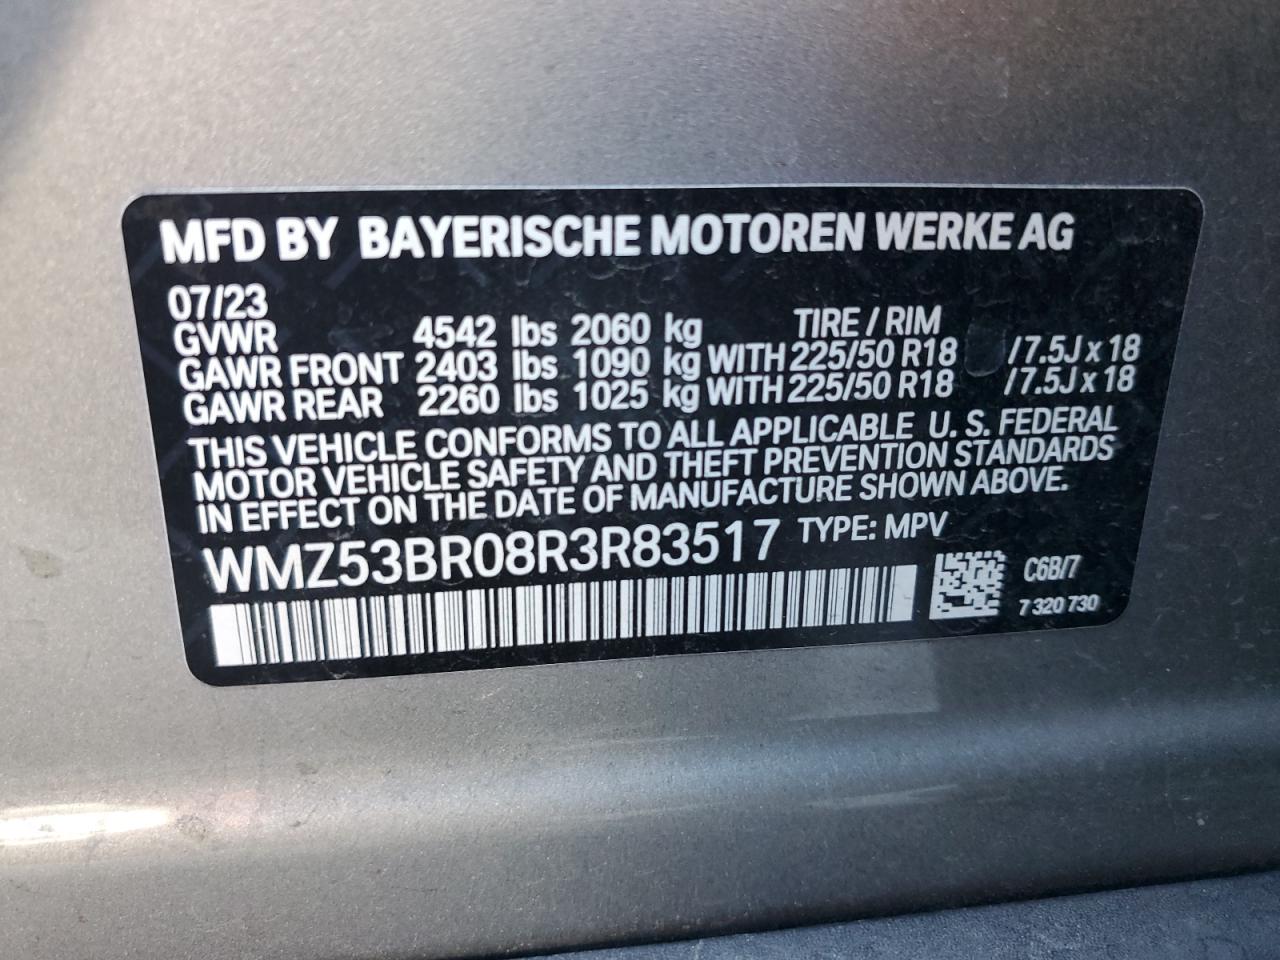 MFD BY BAYERISCHE MOTOREN WERKE AG
07/23 TIRE / RIM
GVWR 4542 lbs 2060 kg
GAWR FRONT 2403 lbs 1090 kg WITH 225/50 R18 /7.5J x 18
GAWR REAR 2260 lbs 1025 kg WITH 225/50 R18 /7.5J x 18
THIS VEHICLE CONFORMS TO ALL APPLICABLE U. S. FEDERAL
MOTOR VEHICLE SAFETY AND THEFT PREVENTION STANDARDS
IN EFFECT ON THE DATE OF MANUFACTURE SHOWN ABOVE.
WMZ53BR08R3R83517 TYPE: MPV
C6B/7
7 320 730